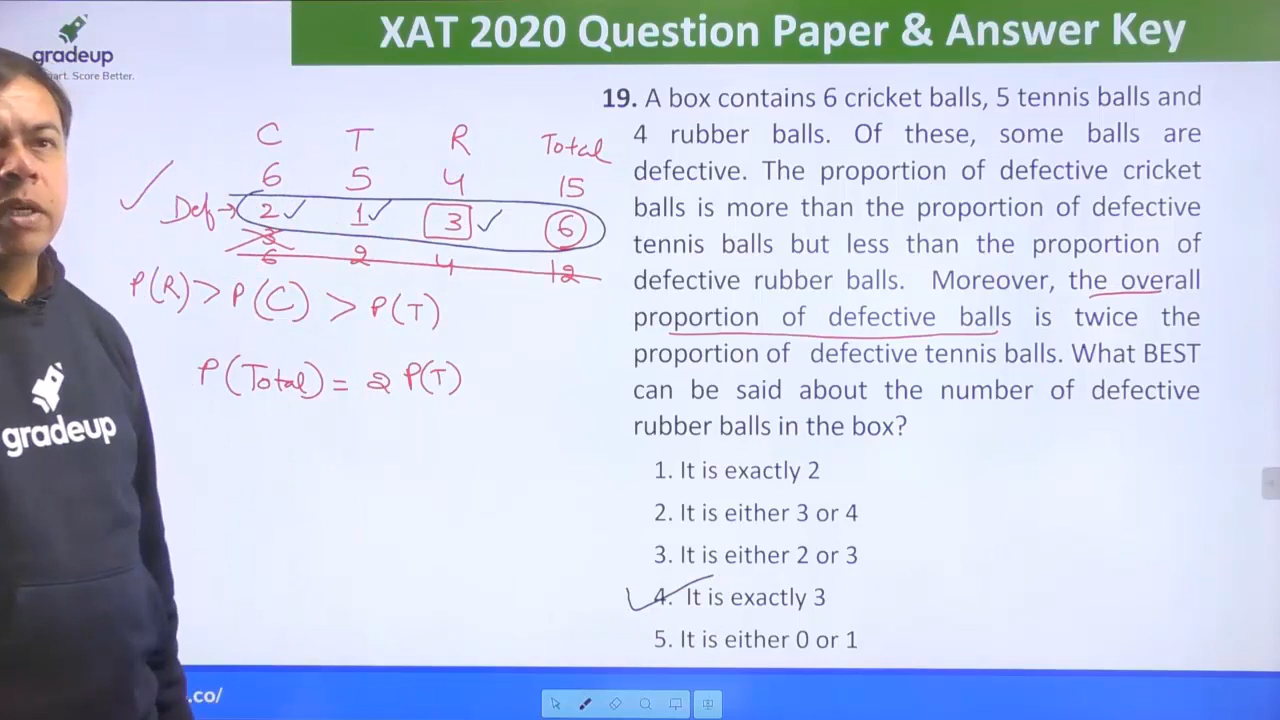 gradeup
art. Score Better.
XAT 2020 Question Paper & Answer Key
19. A box contains 6 cricket balls, 5 tennis balls and
4 rubber balls. Of these, some balls are
defective. The proportion of defective cricket
balls is more than the proportion of defective
tennis balls but less than the proportion of
defective rubber balls. Moreover, the overall
proportion of defective balls is twice the
proportion of defective tennis balls. What BEST
can be said about the number of defective
rubber balls in the box?
1. It is exactly 2
2. It is either 3 or 4
3. It is either 2 or 3
4. It is exactly 3
5. It is either 0 or 1
C T R Total
6 5 4 15
Def→ 2✓ 1✓ 3✓ 6
3
6 2 4 12
P(R) > P(C) > P(T)
P(Total) = 2 P(T)
gradeup
.co/